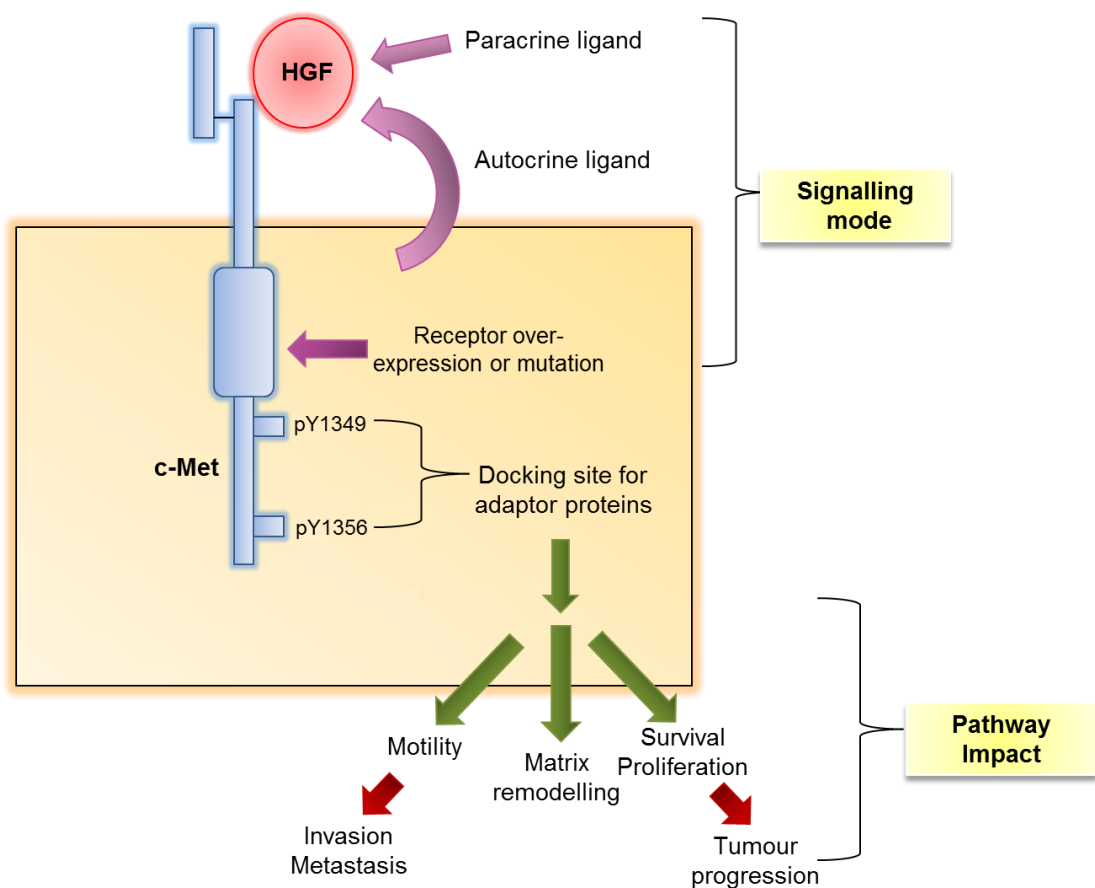 HGF
Paracrine ligand
Autocrine ligand
Signalling
mode
Receptor over-
expression or mutation
pY1349
c-Met
Docking site for
adaptor proteins
pY1356
Motility
Matrix
remodelling
Survival
Proliferation
Pathway
Impact
Invasion
Metastasis
Tumour
progression